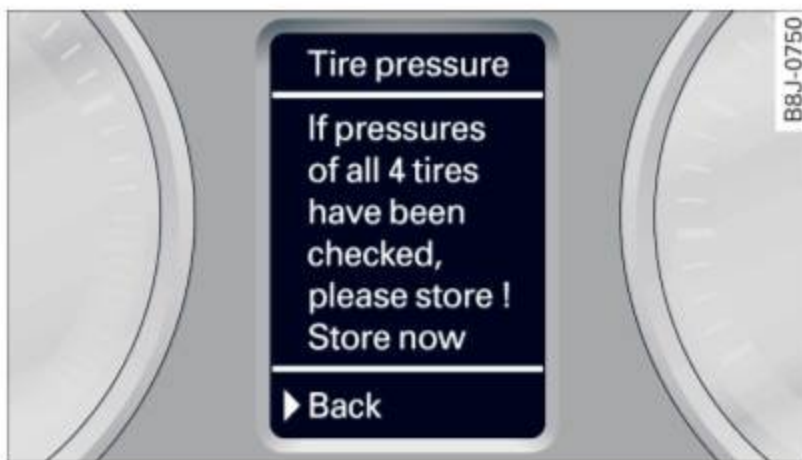 Tire pressure
If pressures
of all 4 tires
have been
checked,
please store !
Store now
Back
B8J-0750